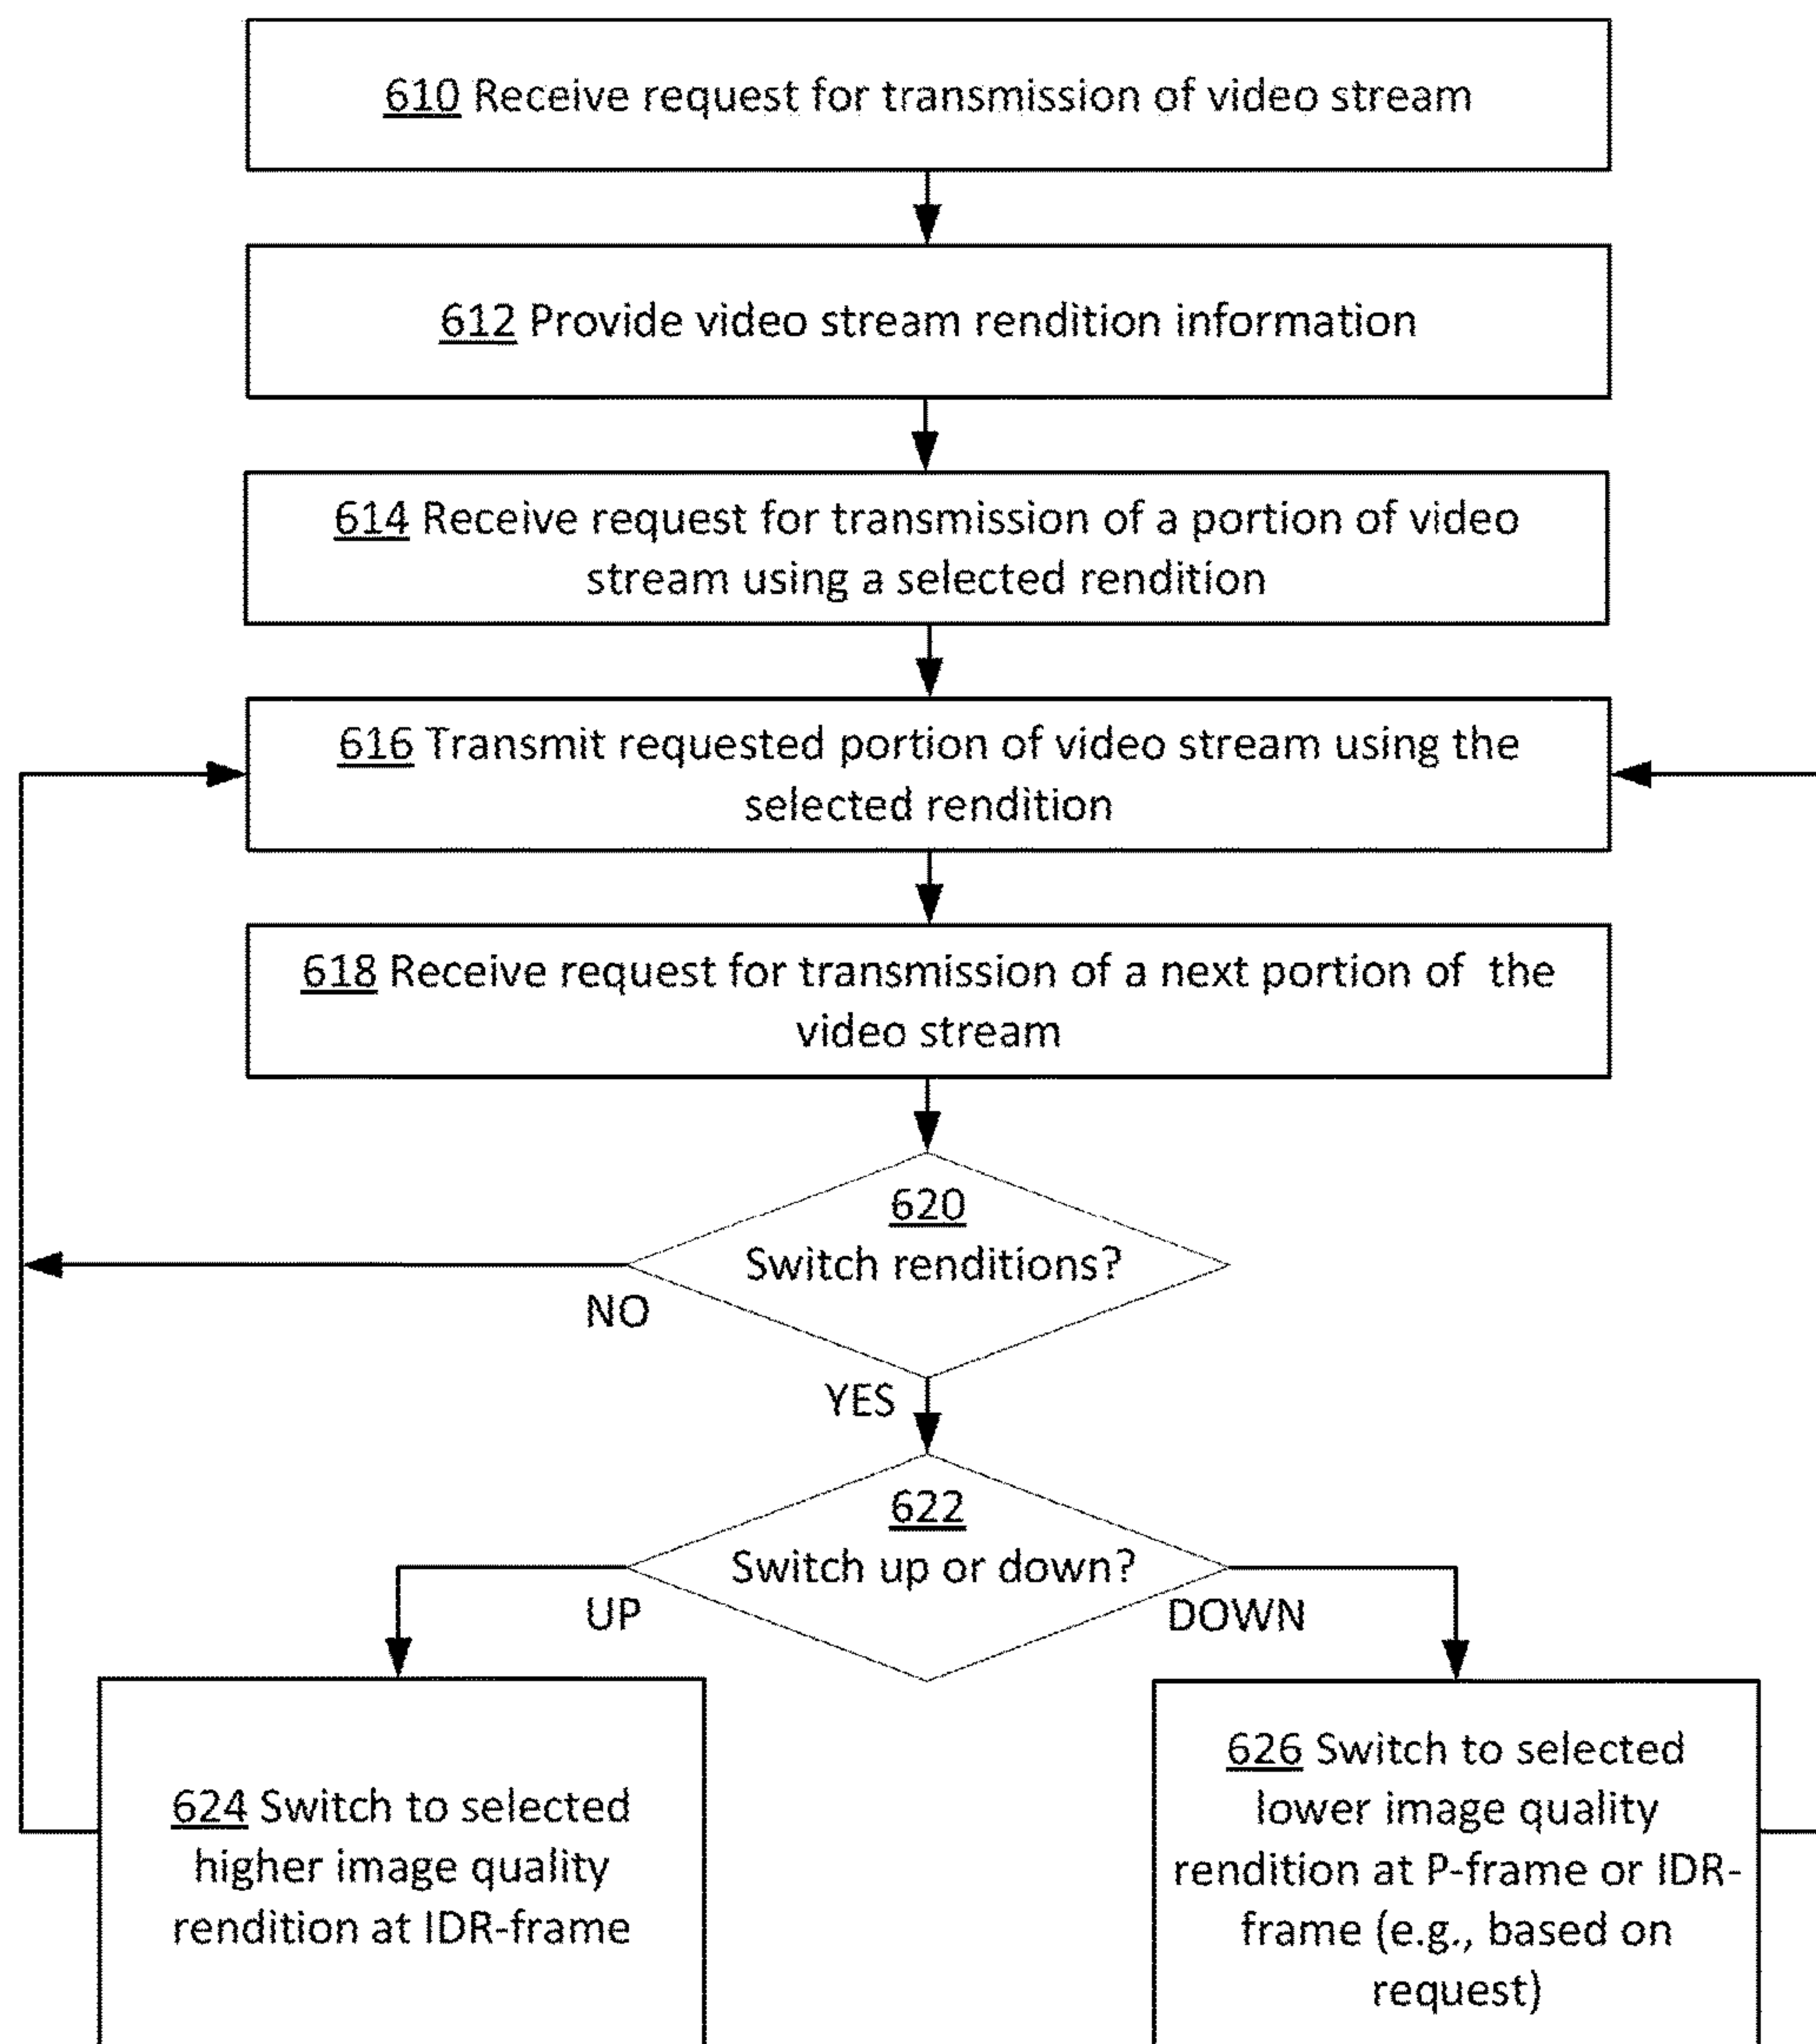 610 Receive request for transmission of video stream
612 Provide video stream rendition information
614 Receive request for transmission of a portion of video
stream using a selected rendition
616 Transmit requested portion of video stream using the
selected rendition
618 Receive request for transmission of a next portion of the
video stream
620
Switch renditions?
NO
YES
622
Switch up or down?
UP
DOWN
624 Switch to selected
higher image quality
rendition at IDR-frame
626 Switch to selected
lower image quality
rendition at P-frame or IDR-
frame (e.g., based on
request)